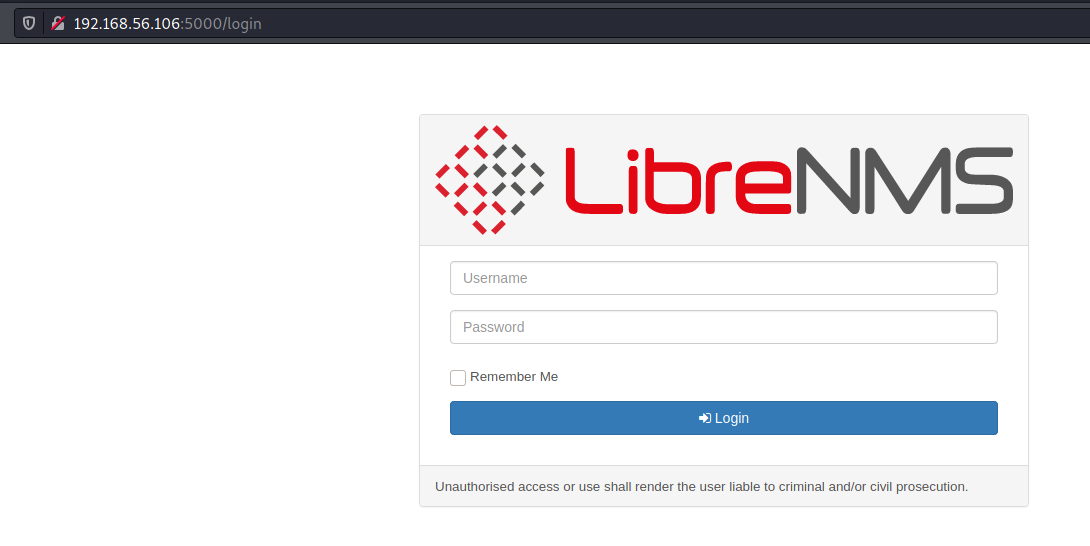 192.168.56.106:5000/login
LibreNMS
Username
Password
Remember Me
Login
Unauthorised access or use shall render the user liable to criminal and/or civil prosecution.